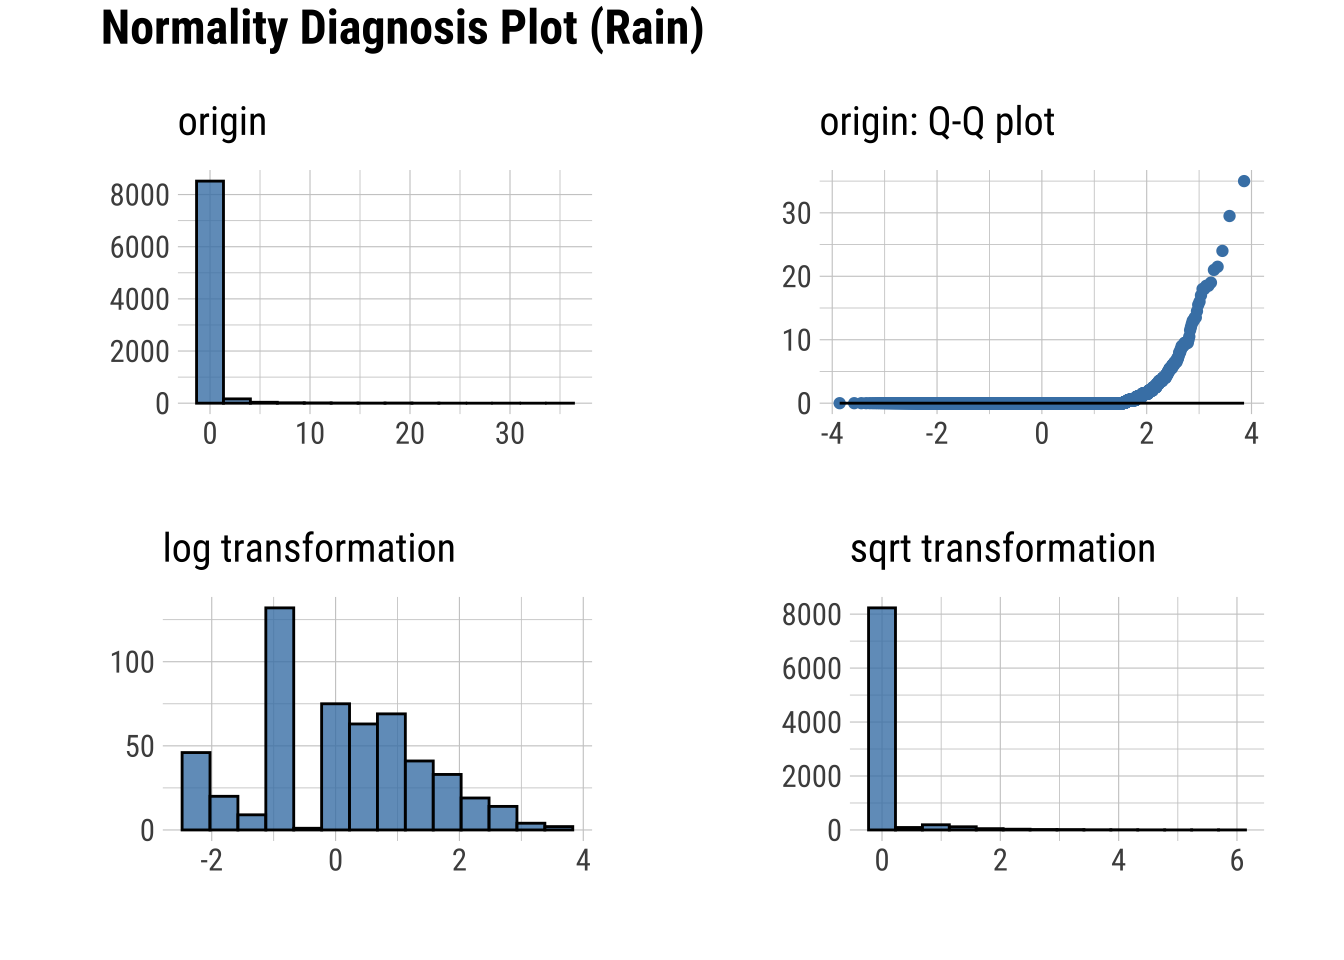 Normality Diagnosis Plot (Rain)
origin
8000
6000
4000
2000
0
0 10 20 30
origin: Q-Q plot
30
20
10
0
-4 -2 0 2 4
log transformation
100
50
0
-2 0 2 4
sqrt transformation
8000
6000
4000
2000
0
0 2 4 6